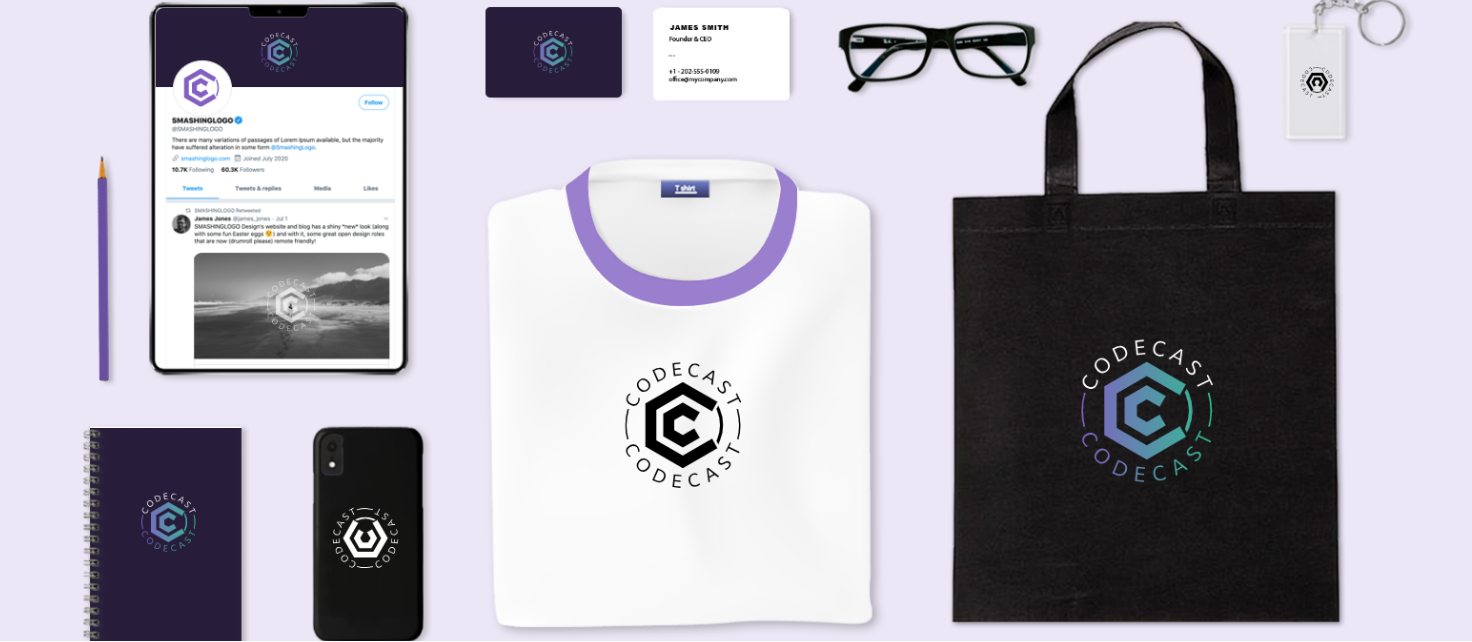 CODECAST
CODECAST
Follow
SMASHINGLOGO
@SMASHINGLOGO
There are many variations of passages of Lorem Ipsum available, but the majority
have suffered alteration in some form @SmashingLogo.
smashinglogo.com Joined July 2020
10.7K Following 60.3K Followers
Tweets Tweets & replies Media Likes
SMASHINGLOGO Retweeted
James Jones @james_jones · Jul 1
SMASHINGLOGO Design's website and blog has a shiny *new* look (along
with some fun Easter eggs 😉) and with it, some great open design roles
that are now (drumroll please) remote friendly!
CODECAST
CODECAST
CODECAST
CODECAST
JAMES SMITH
Founder & CEO
---
+1 - 202-555-0109
office@mycompany.com
CODECAST
CODECAST
T shirt
CODECAST
CODECAST
CODECAST
CODECAST
CODECAST
CODECAST
CODECAST
CODECAST